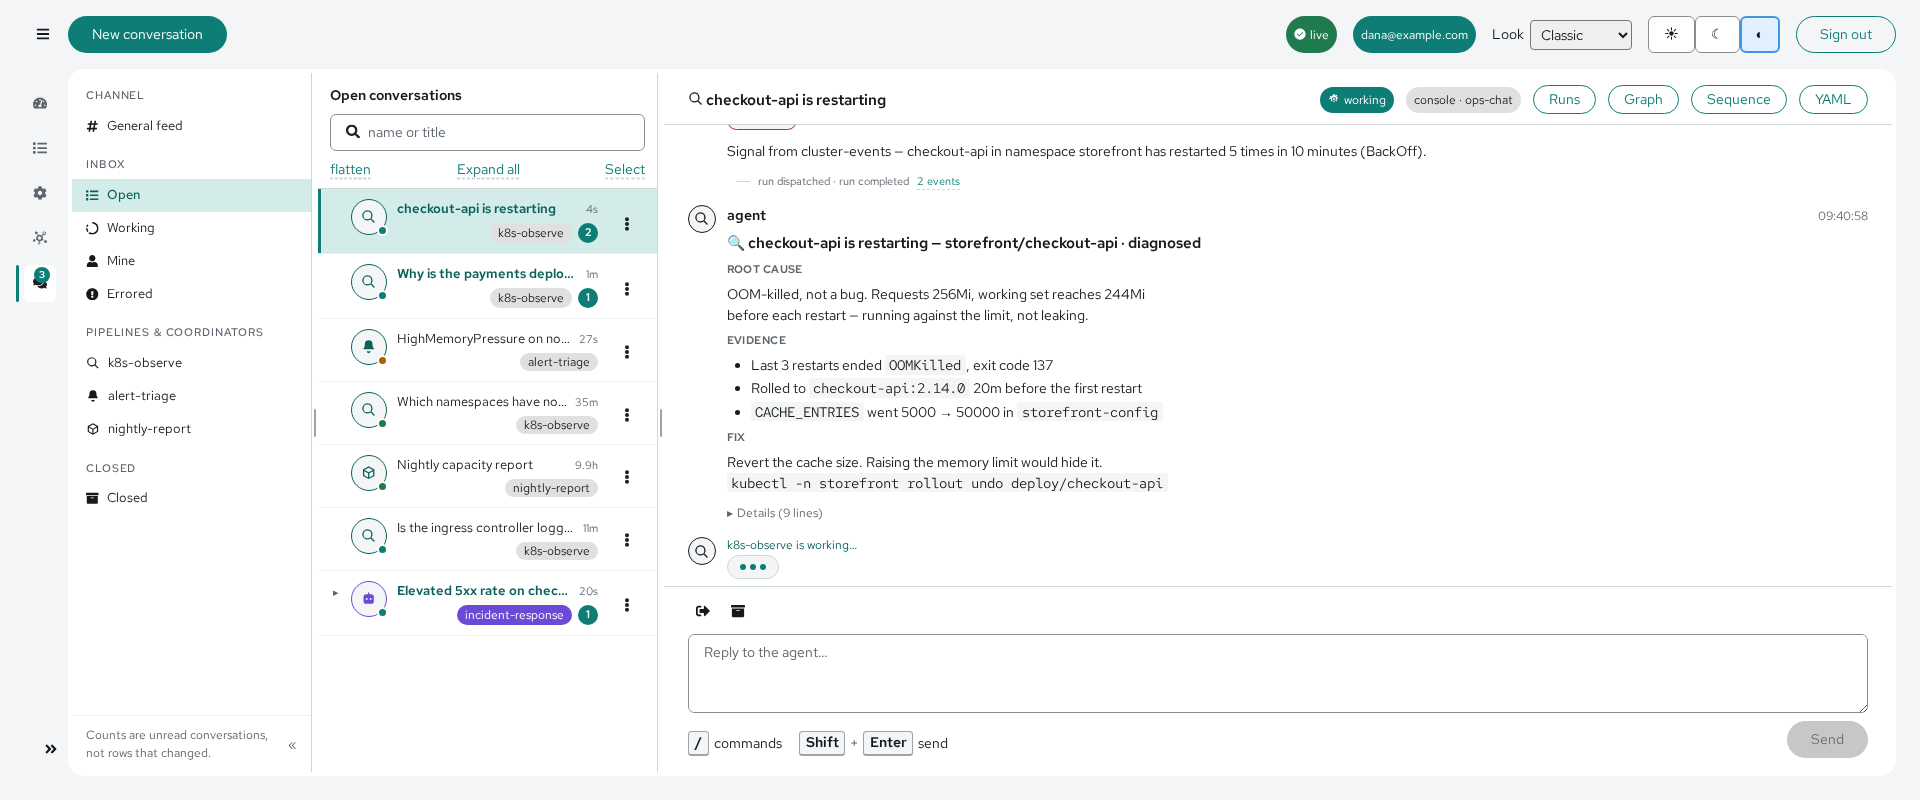 New conversation
live
dana@example.com
Look
Classic
Sign out
3
CHANNEL
General feed
INBOX
Open
Working
Mine
Errored
PIPELINES & COORDINATORS
k8s-observe
alert-triage
nightly-report
CLOSED
Closed
Counts are unread conversations,
not rows that changed.
Open conversations
name or title
flatten
Expand all
Select
checkout-api is restarting
4s
k8s-observe
2
Why is the payments deplo...
1m
k8s-observe
1
HighMemoryPressure on no...
27s
alert-triage
Which namespaces have no...
35m
k8s-observe
Nightly capacity report
9.9h
nightly-report
Is the ingress controller logg...
11m
k8s-observe
Elevated 5xx rate on chec...
20s
incident-response
1
checkout-api is restarting
working
console · ops-chat
Runs
Graph
Sequence
YAML
Signal from cluster-events — checkout-api in namespace storefront has restarted 5 times in 10 minutes (BackOff).
run dispatched · run completed 2 events
agent
09:40:58
🔍 checkout-api is restarting — storefront/checkout-api · diagnosed
ROOT CAUSE
OOM-killed, not a bug. Requests 256Mi, working set reaches 244Mi
before each restart — running against the limit, not leaking.
EVIDENCE
• Last 3 restarts ended OOMKilled , exit code 137
• Rolled to checkout-api:2.14.0 20m before the first restart
• CACHE_ENTRIES went 5000 → 50000 in storefront-config
FIX
Revert the cache size. Raising the memory limit would hide it.
kubectl -n storefront rollout undo deploy/checkout-api
▸ Details (9 lines)
k8s-observe is working...
Reply to the agent...
/ commands Shift + Enter send
Send